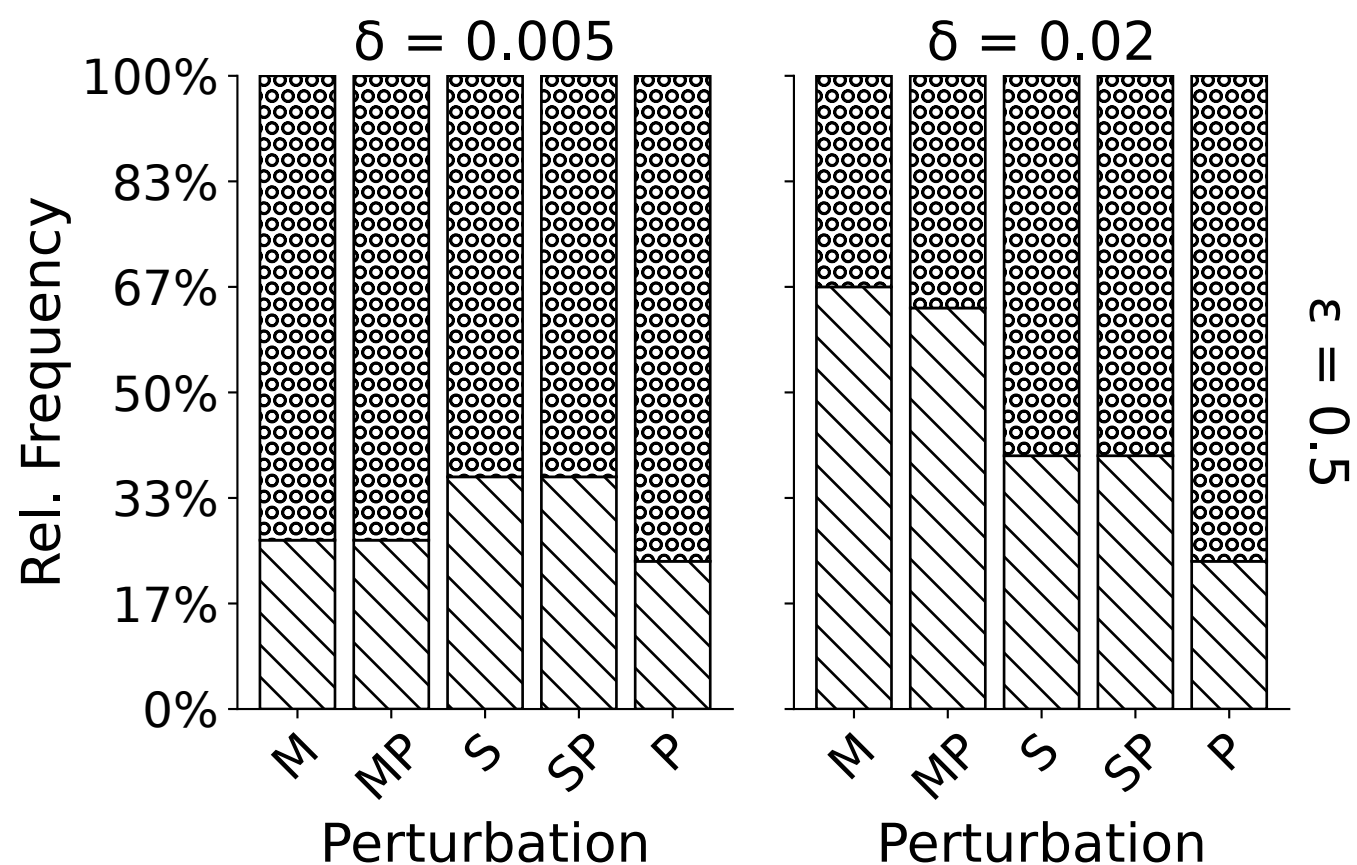 δ = 0.005
δ = 0.02
Rel. Frequency
100%
83%
67%
50%
33%
17%
0%
ε = 0.5
M
MP
S
SP
P
M
MP
S
SP
P
Perturbation
Perturbation